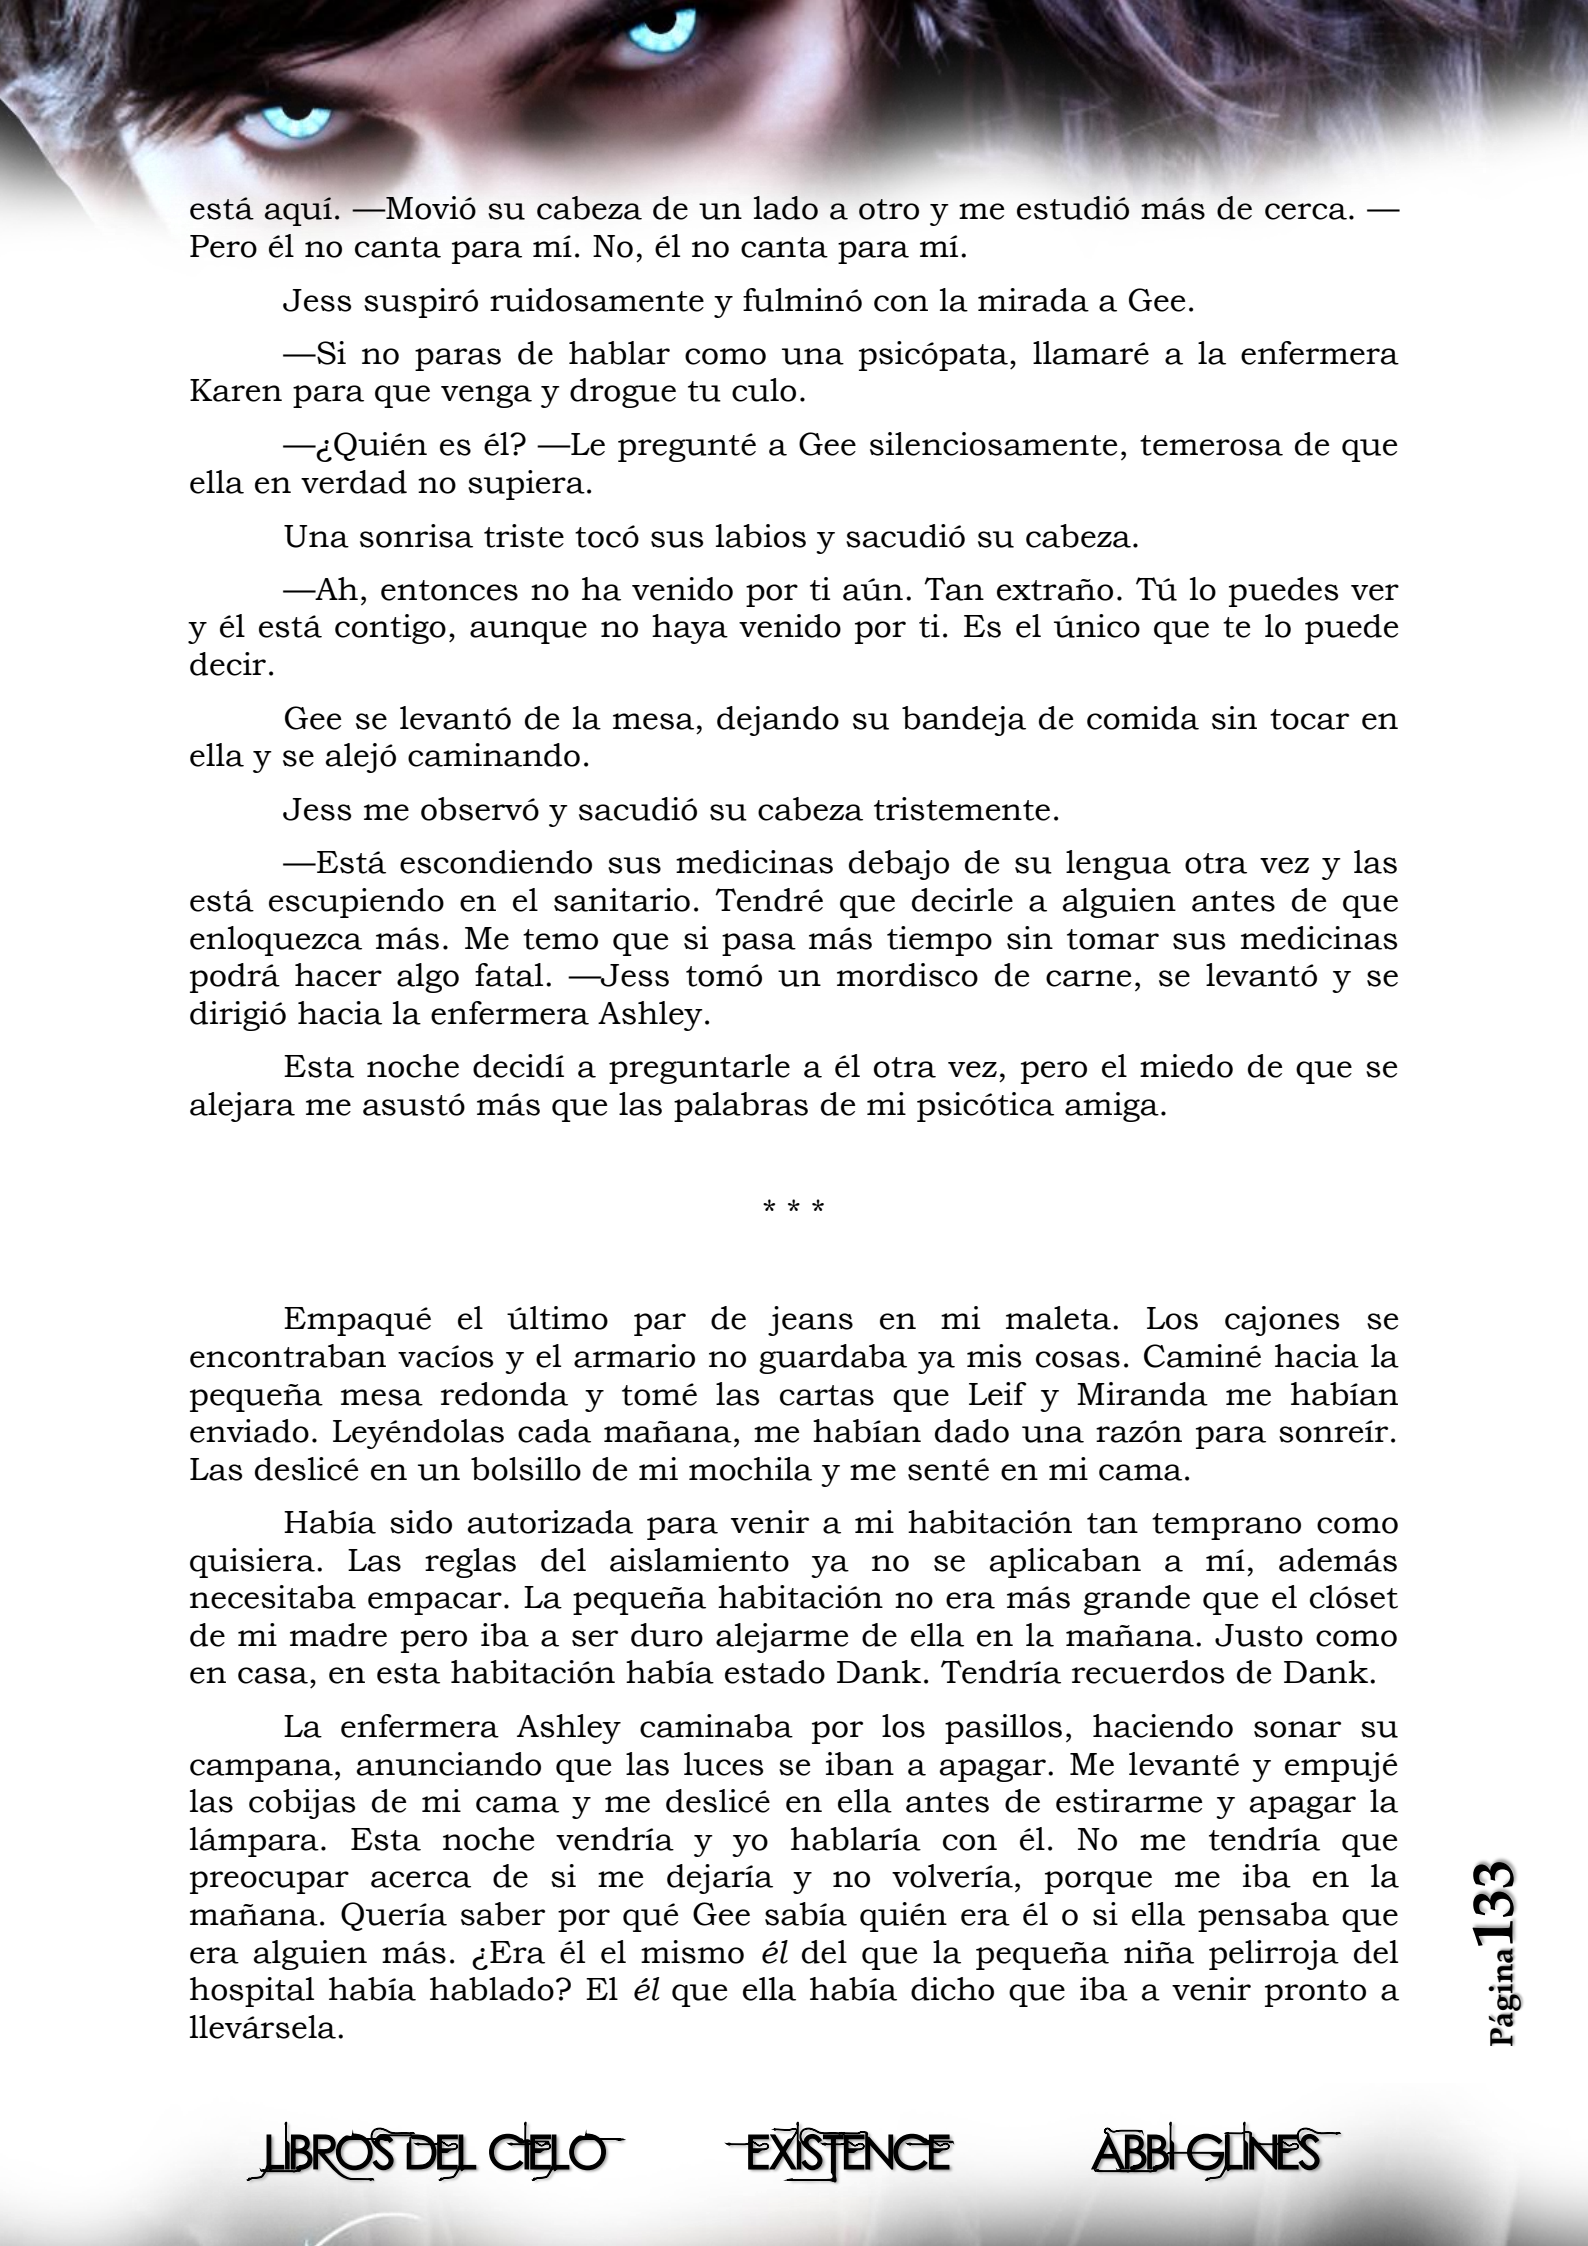 está aquí. —Movió su cabeza de un lado a otro y me estudió más de cerca. —
Pero él no canta para mí. No, él no canta para mí.
Jess suspiró ruidosamente y fulminó con la mirada a Gee.
—Si no paras de hablar como una psicópata, llamaré a la enfermera
Karen para que venga y drogue tu culo.
—¿Quién es él? —Le pregunté a Gee silenciosamente, temerosa de que
ella en verdad no supiera.
Una sonrisa triste tocó sus labios y sacudió su cabeza.
—Ah, entonces no ha venido por ti aún. Tan extraño. Tú lo puedes ver
y él está contigo, aunque no haya venido por ti. Es el único que te lo puede
decir.
Gee se levantó de la mesa, dejando su bandeja de comida sin tocar en
ella y se alejó caminando.
Jess me observó y sacudió su cabeza tristemente.
—Está escondiendo sus medicinas debajo de su lengua otra vez y las
está escupiendo en el sanitario. Tendré que decirle a alguien antes de que
enloquezca más. Me temo que si pasa más tiempo sin tomar sus medicinas
podrá hacer algo fatal. —Jess tomó un mordisco de carne, se levantó y se
dirigió hacia la enfermera Ashley.
Esta noche decidí a preguntarle a él otra vez, pero el miedo de que se
alejara me asustó más que las palabras de mi psicótica amiga.
* * *
Empaqué el último par de jeans en mi maleta. Los cajones se
encontraban vacíos y el armario no guardaba ya mis cosas. Caminé hacia la
pequeña mesa redonda y tomé las cartas que Leif y Miranda me habían
enviado. Leyéndolas cada mañana, me habían dado una razón para sonreír.
Las deslicé en un bolsillo de mi mochila y me senté en mi cama.
Había sido autorizada para venir a mi habitación tan temprano como
quisiera. Las reglas del aislamiento ya no se aplicaban a mí, además
necesitaba empacar. La pequeña habitación no era más grande que el clóset
de mi madre pero iba a ser duro alejarme de ella en la mañana. Justo como
en casa, en esta habitación había estado Dank. Tendría recuerdos de Dank.
La enfermera Ashley caminaba por los pasillos, haciendo sonar su
campana, anunciando que las luces se iban a apagar. Me levanté y empujé
las cobijas de mi cama y me deslicé en ella antes de estirarme y apagar la
lámpara. Esta noche vendría y yo hablaría con él. No me tendría que
preocupar acerca de si me dejaría y no volvería, porque me iba en la
mañana. Quería saber por qué Gee sabía quién era él o si ella pensaba que
era alguien más. ¿Era él el mismo él del que la pequeña niña pelirroja del
hospital había hablado? El él que ella había dicho que iba a venir pronto a
llevársela.
Página133
LIBROS DEL CIELO EXISTENCE ABBI GLINES